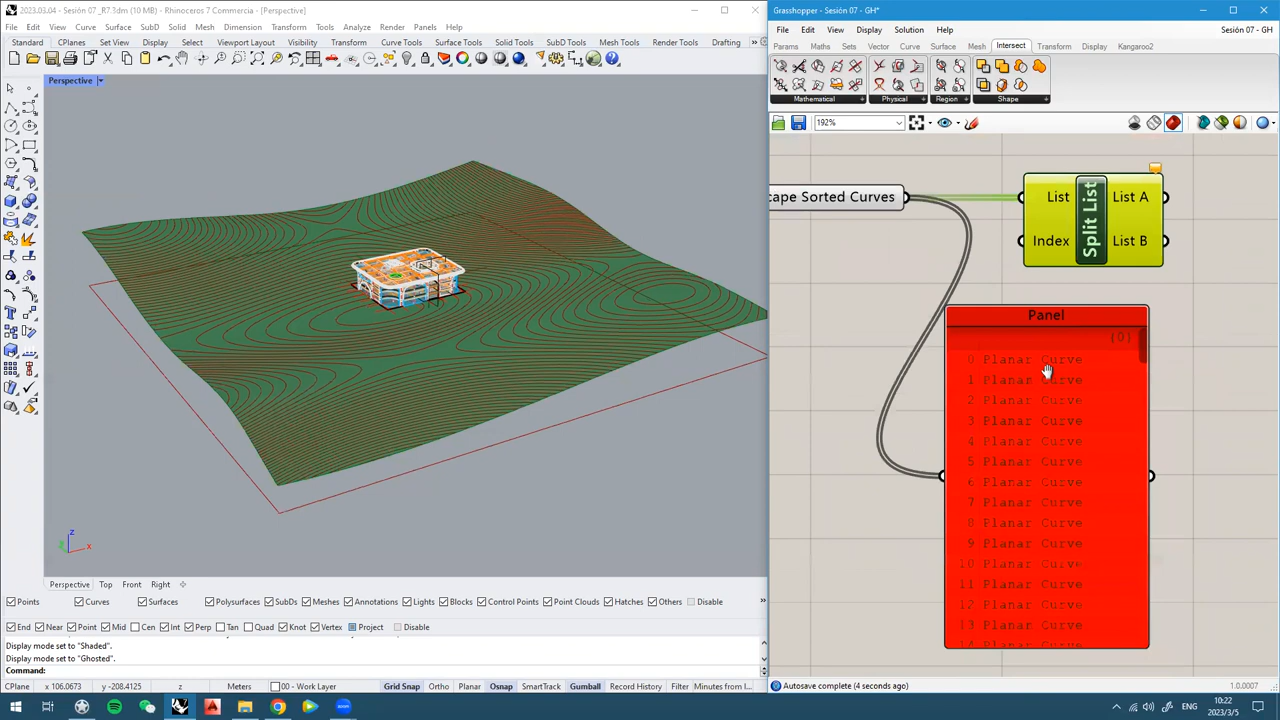 2023.03.04 - Sesión 07_R7.3dm (10 MB) - Rhinoceros 7 Commercia - [Perspective]
File Edit View Curve Surface SubD Solid Mesh Dimension Transform Tools Analyze Render Panels Help
Standard CPlanes Set View Display Select Viewport Layout Visibility Transform Curve Tools Surface Tools Solid Tools SubD Tools Mesh Tools Render Tools Drafting
Perspective
z
x
Perspective Top Front Right
Points Curves Surfaces Polysurfaces Lights Blocks Control Points Point Clouds Hatches Others Disable
End Near Point Mid Cen Int Perp Tan Quad Knot Vertex Project Disable
Display mode set to "Shaded".
Display mode set to "Ghosted".
Command:
CPlane x 106.0673 y -208.4125 z Meters 00 - Work Layer Grid Snap Ortho Planar Osnap SmartTrack Gumball Record History Filter Minutes from l...
Grasshopper - Sesión 07 - GH*
File Edit View Display Solution Help Sesión 07 - GH
Params Maths Sets Vector Curve Surface Mesh Intersect Transform Display Kangaroo2
Mathematical Physical Region Shape
192%
cape Sorted Curves
List
Index
Split List
List A
List B
Panel
{0}
0 Planar Curve
1 Planar Curve
2 Planar Curve
3 Planar Curve
4 Planar Curve
5 Planar Curve
6 Planar Curve
7 Planar Curve
8 Planar Curve
9 Planar Curve
10 Planar Curve
11 Planar Curve
12 Planar Curve
13 Planar Curve
14 Planar Curve
Autosave complete (4 seconds ago) 1.0.0007
ENG
10:22
2023/3/5